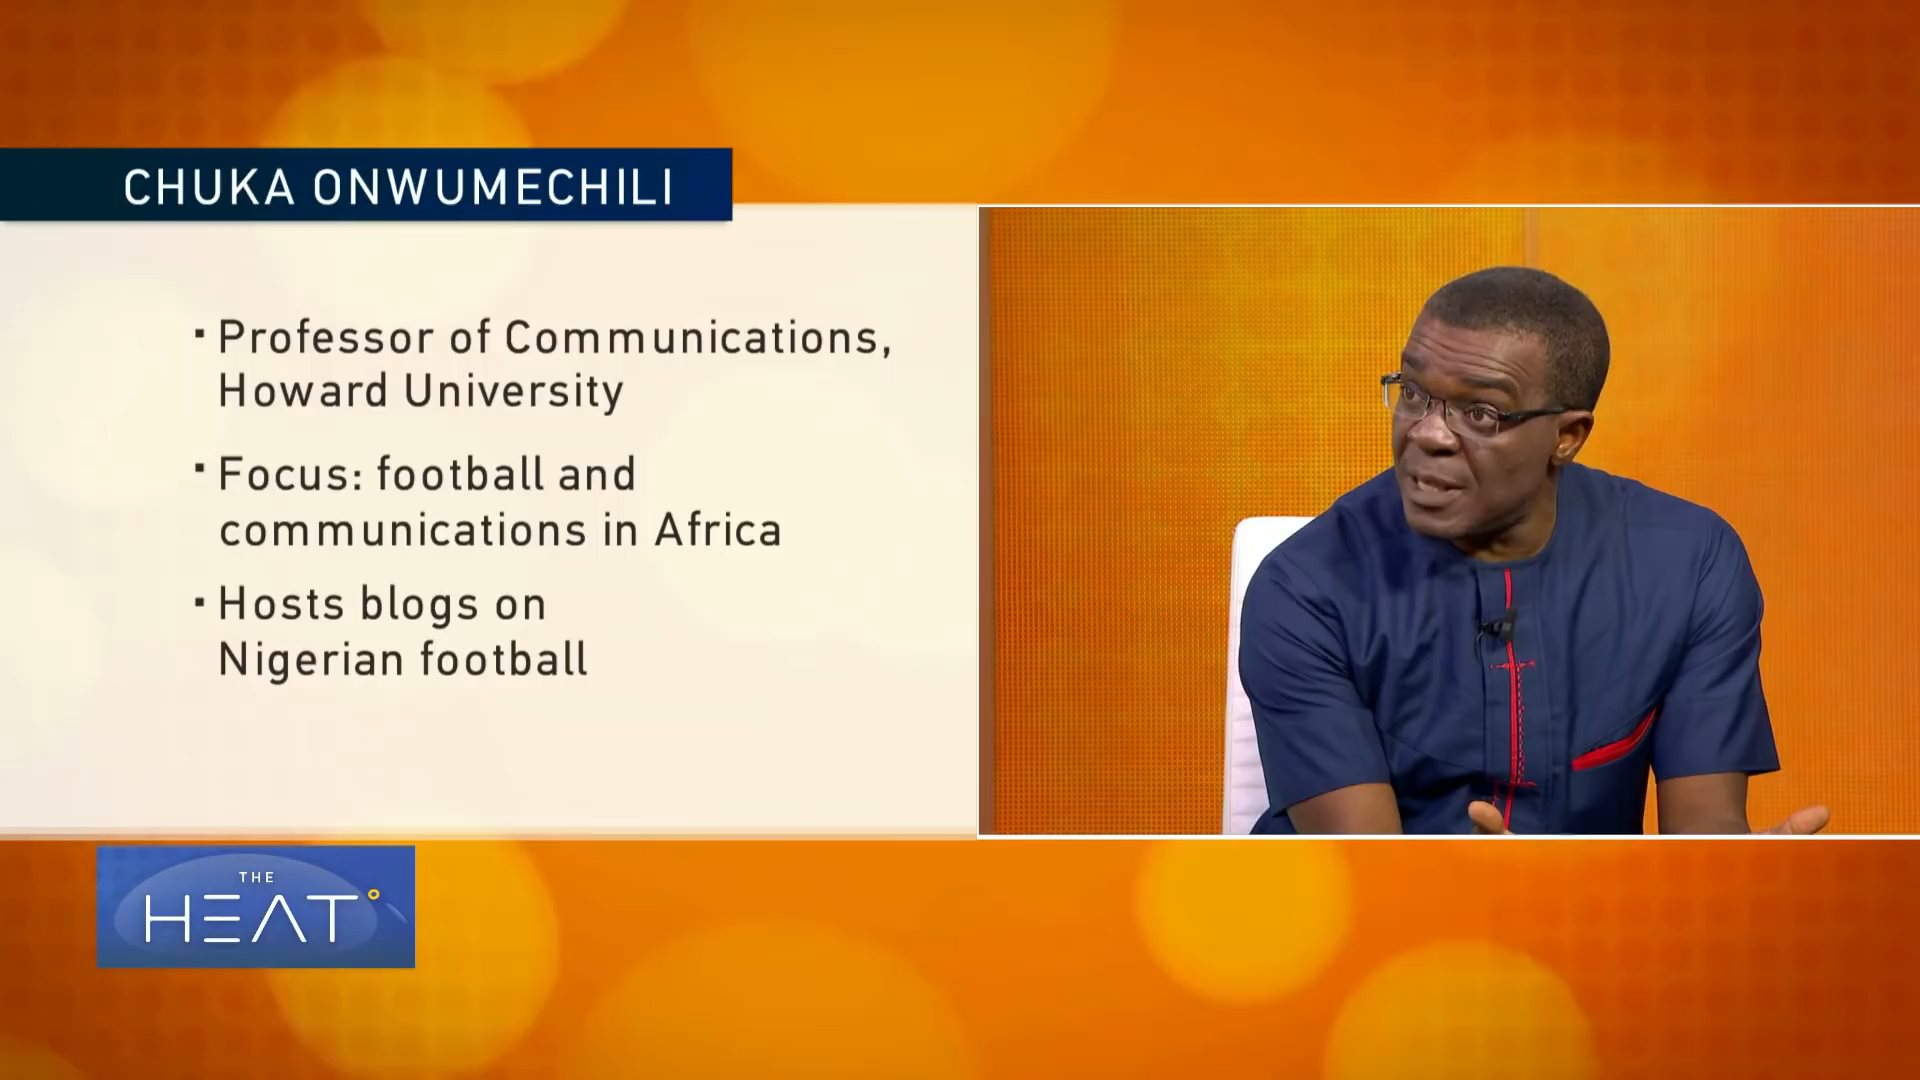 CHUKA ONWUMECHILI
▪ Professor of Communications,
Howard University
▪ Focus: football and
communications in Africa
▪ Hosts blogs on
Nigerian football
THE
HEAT°